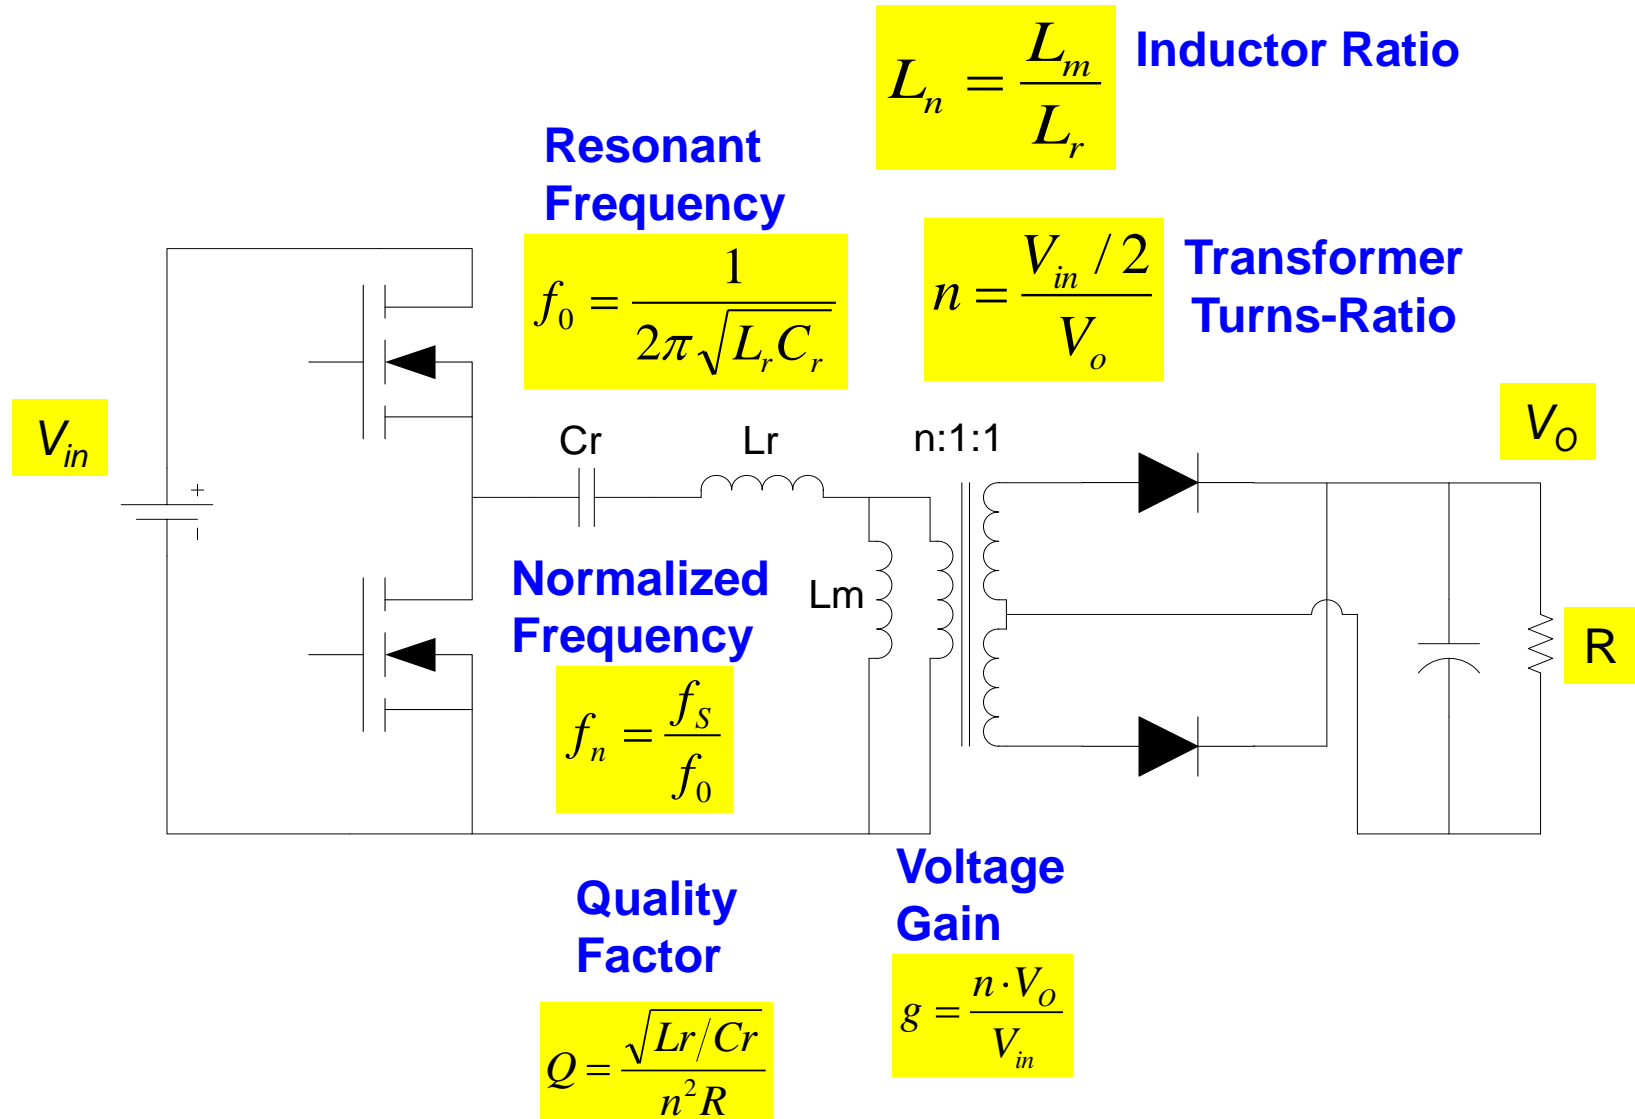 L_n = L_m / L_r
Inductor Ratio
Resonant
Frequency
f_0 = 1 / 2π√(L_r C_r)
n = (V_in / 2) / V_o
Transformer
Turns-Ratio
V_in
+
−
Cr
Lr
n:1:1
V_O
Lm
R
Normalized
Frequency
f_n = f_S / f_0
Quality
Factor
Q = √(Lr/Cr) / n² R
Voltage
Gain
g = n · V_O / V_in